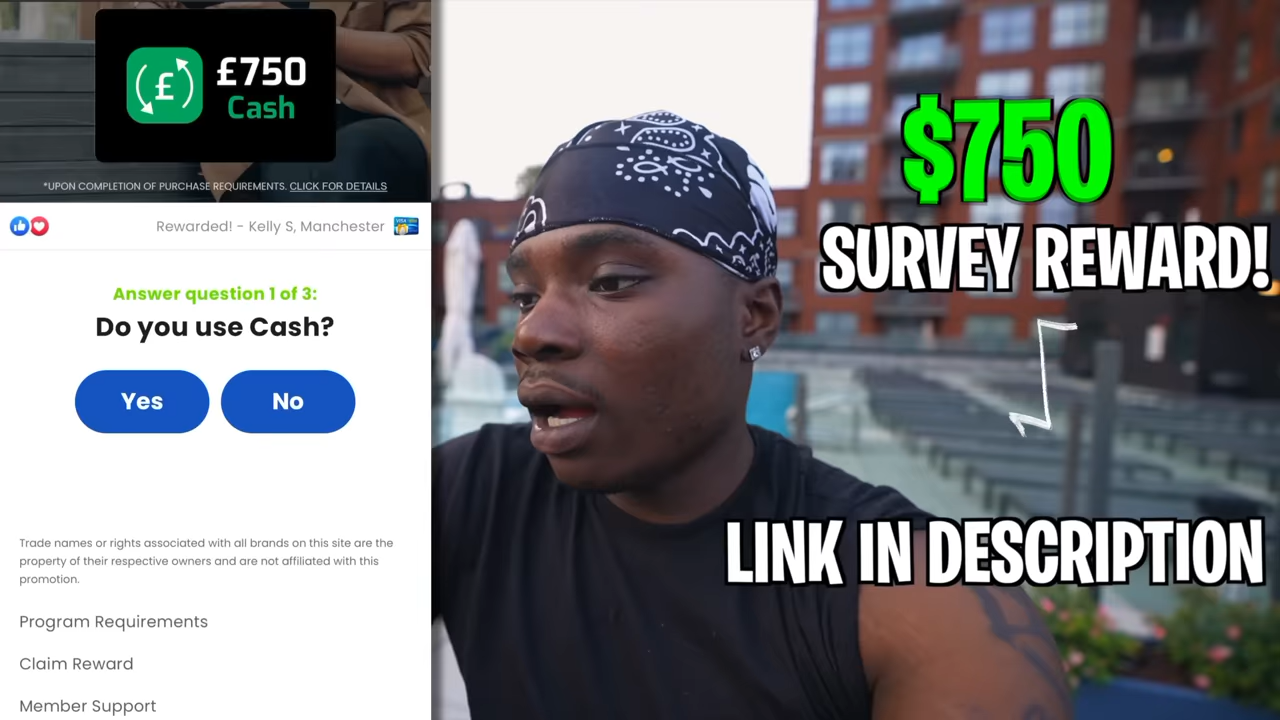 £750
Cash
£
*UPON COMPLETION OF PURCHASE REQUIREMENTS. CLICK FOR DETAILS
Rewarded! - Kelly S, Manchester
VISA
Answer question 1 of 3:
Do you use Cash?
Yes
No
Trade names or rights associated with all brands on this site are the
property of their respective owners and are not affiliated with this
promotion.
Program Requirements
Claim Reward
Member Support
$750
SURVEY REWARD!
LINK IN DESCRIPTION